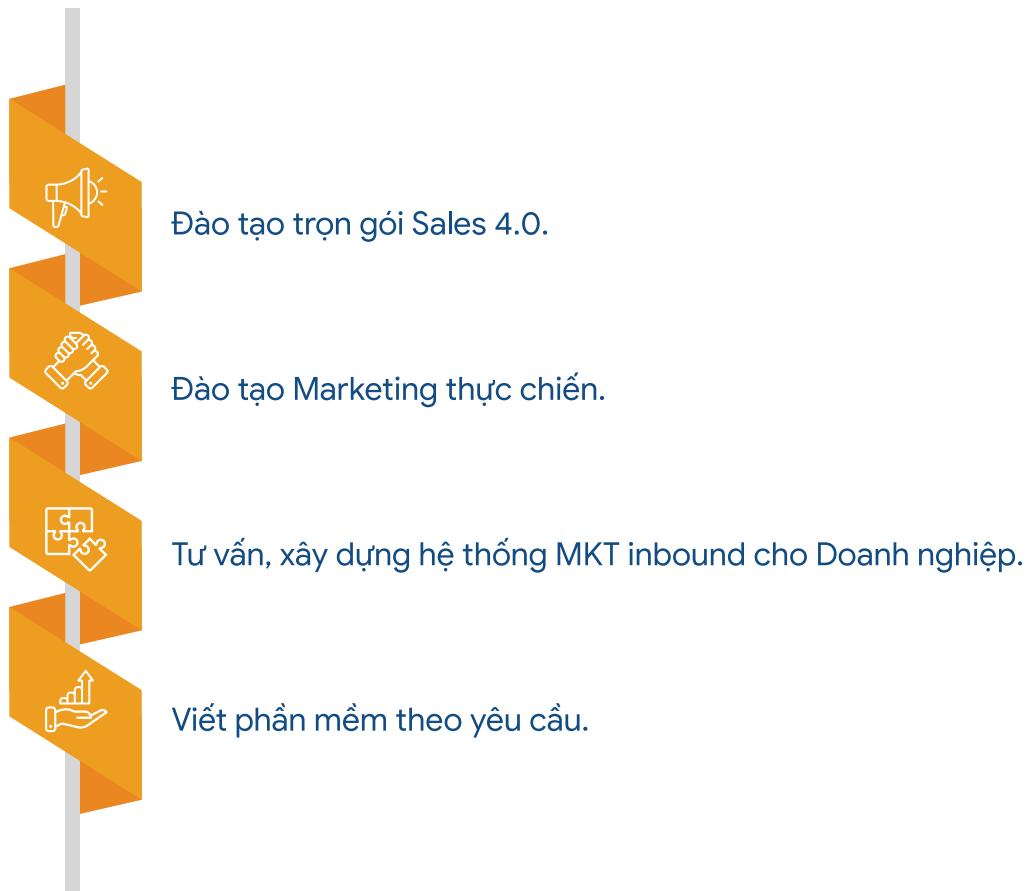 Đào tạo trọn gói Sales 4.0.
Đào tạo Marketing thực chiến.
Tư vấn, xây dựng hệ thống MKT inbound cho Doanh nghiệp.
Viết phần mềm theo yêu cầu.